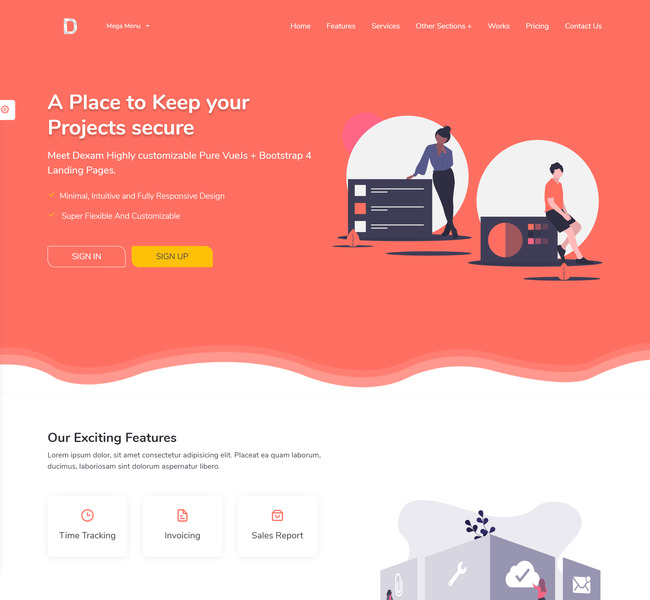 D
Mega Menu
Home Features Services Other Sections + Works Pricing Contact Us
A Place to Keep your
Projects secure
Meet Dexam Highly customizable Pure VueJs + Bootstrap 4
Landing Pages.
Minimal, Intuitive and Fully Responsive Design
Super Flexible And Customizable
SIGN IN SIGN UP
Our Exciting Features
Lorem ipsum dolor, sit amet consectetur adipisicing elit. Placeat ea quam laborum,
ducimus, laboriosam sint dolorum aspernatur libero.
Time Tracking Invoicing Sales Report